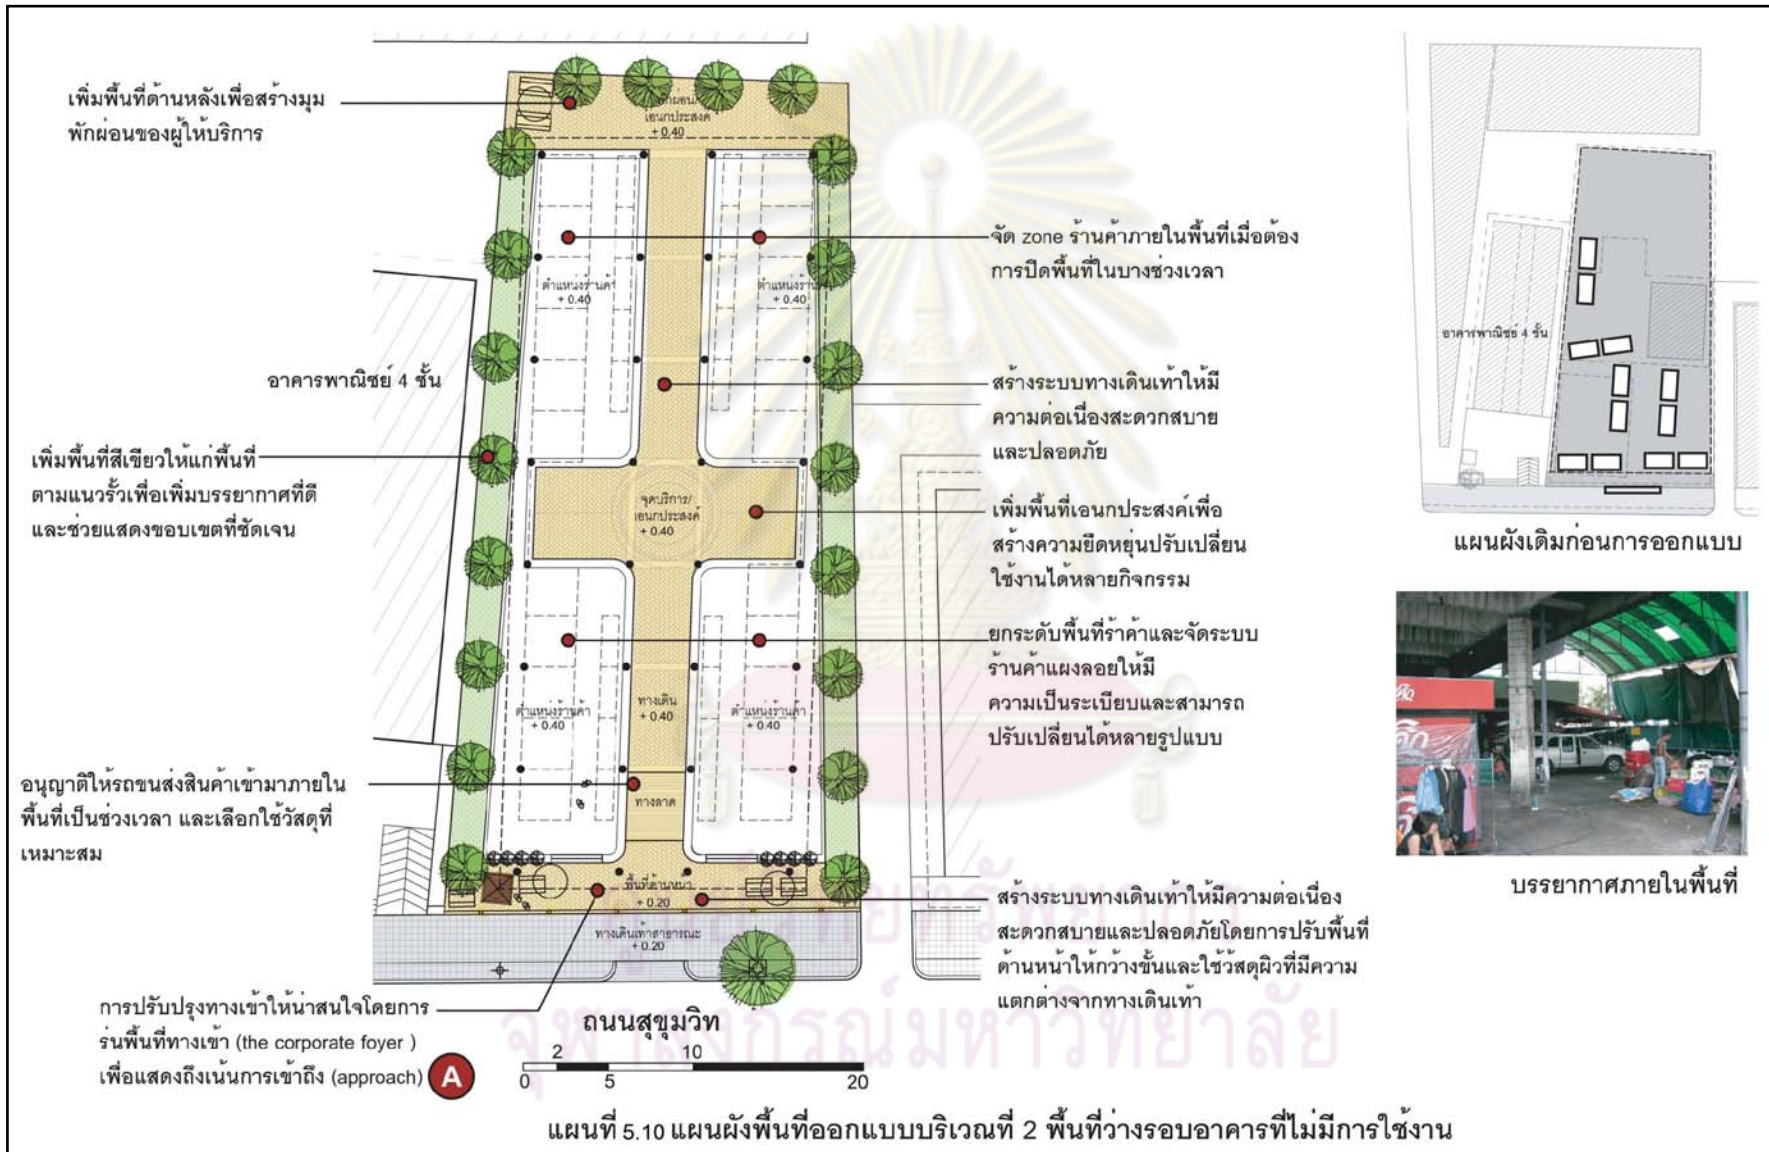 เพิ่มพื้นที่ด้านหลังเพื่อสร้างมุม
พักผ่อนของผู้ให้บริการ
เอนกประสงค์
+ 0.40
จัด zone ร้านค้าภายในพื้นที่เมื่อต้อง
การปิดพื้นที่ในบางช่วงเวลา
ตำแหน่งร้านค้า
+ 0.40
ตำแหน่งร้านค้า
+ 0.40
อาคารพาณิชย์ 4 ชั้น
สร้างระบบทางเดินเท้าให้มี
ความต่อเนื่องสะดวกสบาย
และปลอดภัย
เพิ่มพื้นที่สีเขียวให้แก่พื้นที่
ตามแนวรั้วเพื่อเพิ่มบรรยากาศที่ดี
และช่วยแสดงขอบเขตที่ชัดเจน
จุดบริการ/
เอนกประสงค์
+ 0.40
เพิ่มพื้นที่เอนกประสงค์เพื่อ
สร้างความยืดหยุ่นปรับเปลี่ยน
ใช้งานได้หลายกิจกรรม
ยกระดับพื้นที่ร้าค้าและจัดระบบ
ร้านค้าแผงลอยให้มี
ความเป็นระเบียบและสามารถ
ปรับเปลี่ยนได้หลายรูปแบบ
ตำแหน่งร้านค้า
+ 0.40
ทางเดิน
+ 0.40
ตำแหน่งร้านค้า
+ 0.40
อนุญาติให้รถขนส่งสินค้าเข้ามาภายใน
พื้นที่เป็นช่วงเวลา และเลือกใช้วัสดุที่
เหมาะสม
ทางลาด
พื้นที่ด้านหน้า
+ 0.20
ทางเดินเท้าสาธารณะ
+ 0.20
สร้างระบบทางเดินเท้าให้มีความต่อเนื่อง
สะดวกสบายและปลอดภัยโดยการปรับพื้นที่
ด้านหน้าให้กว้างขั้นและใช้วัสดุผิวที่มีความ
แตกต่างจากทางเดินเท้า
การปรับปรุงทางเข้าให้น่าสนใจโดยการ
ร่นพื้นที่ทางเข้า (the corporate foyer )
เพื่อแสดงถึงเน้นการเข้าถึง (approach)
A
ถนนสุขุมวิท
2 10
0 5 20
อาคารพาณิชย์ 4 ชั้น
แผนผังเดิมก่อนการออกแบบ
บรรยากาศภายในพื้นที่
จุฬาลงกรณ์มหาวิทยาลัย
แผนที่ 5.10 แผนผังพื้นที่ออกแบบบริเวณที่ 2 พื้นที่ว่างรอบอาคารที่ไม่มีการใช้งาน